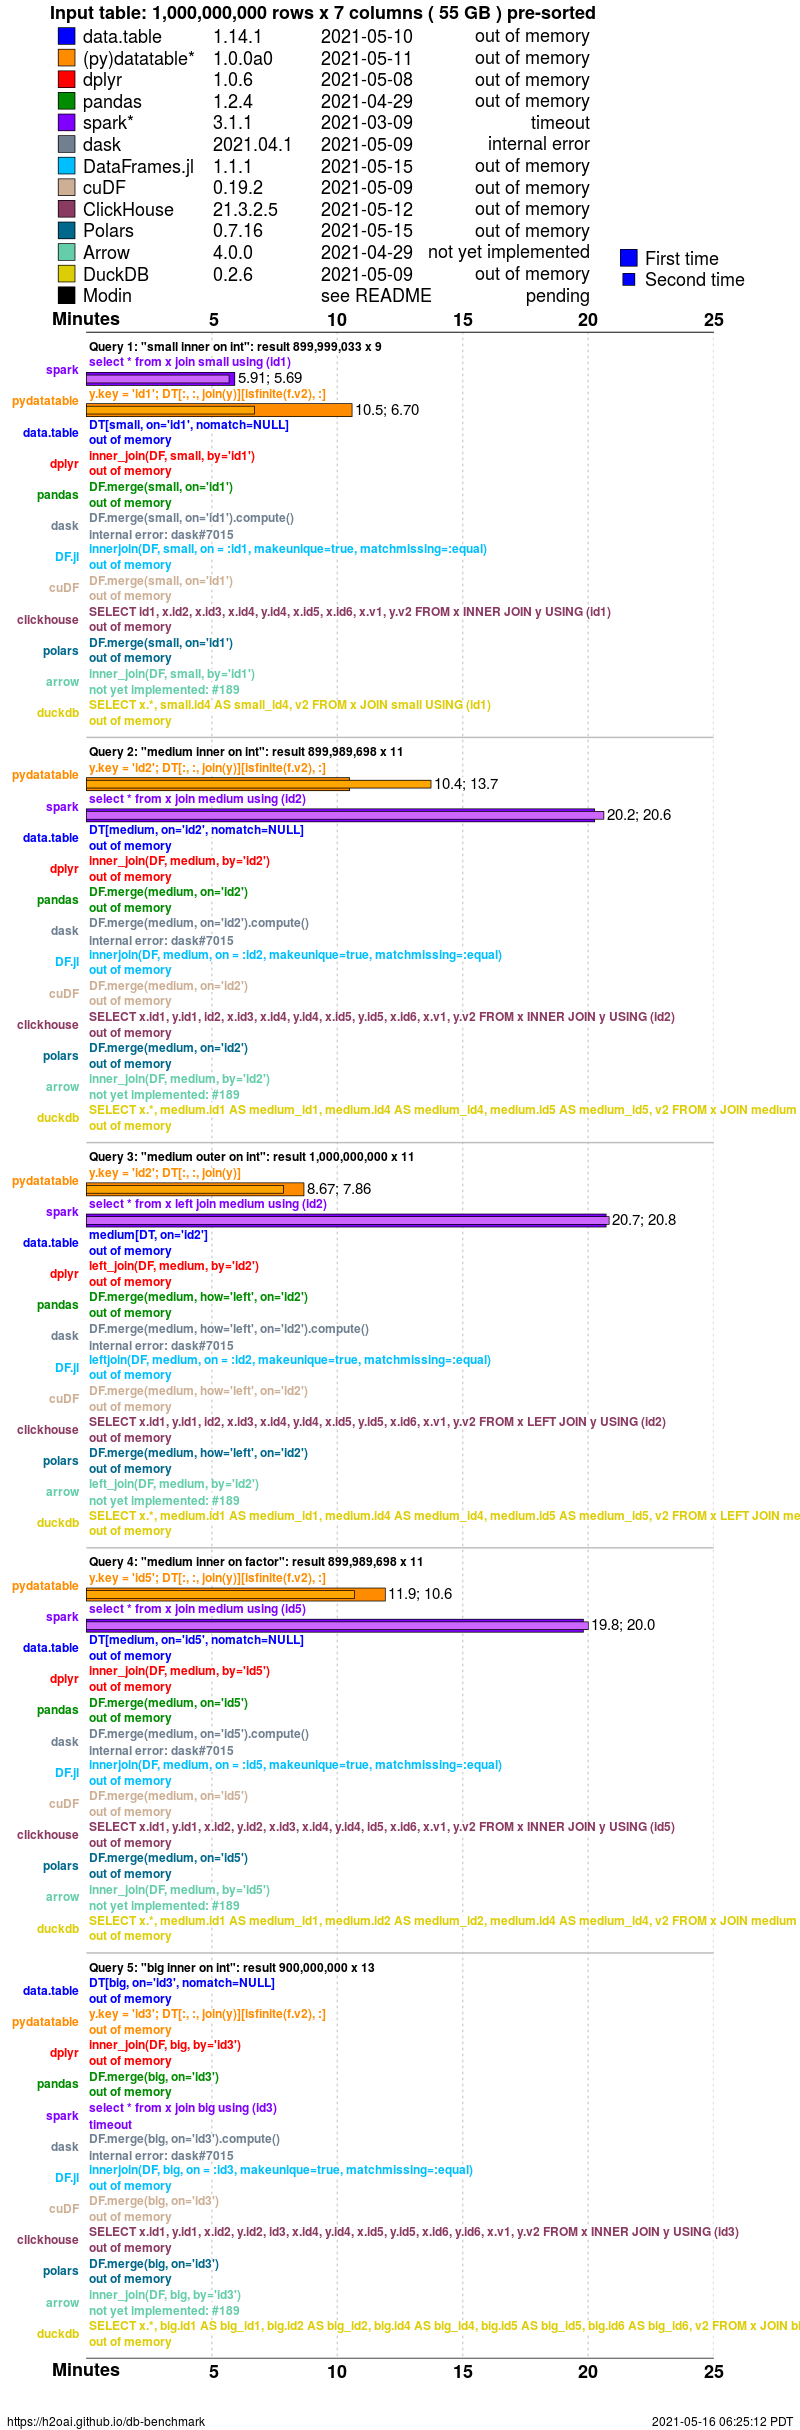 Input table: 1,000,000,000 rows x 7 columns ( 55 GB ) pre-sorted
data.table 1.14.1 2021-05-10 out of memory
(py)datatable* 1.0.0a0 2021-05-11 out of memory
dplyr 1.0.6 2021-05-08 out of memory
pandas 1.2.4 2021-04-29 out of memory
spark* 3.1.1 2021-03-09 timeout
dask 2021.04.1 2021-05-09 internal error
DataFrames.jl 1.1.1 2021-05-15 out of memory
cuDF 0.19.2 2021-05-09 out of memory
ClickHouse 21.3.2.5 2021-05-12 out of memory
Polars 0.7.16 2021-05-15 out of memory
Arrow 4.0.0 2021-04-29 not yet implemented
DuckDB 0.2.6 2021-05-09 out of memory
Modin see README pending
First time
Second time
Minutes 5 10 15 20 25
Query 1: "small inner on int": result 899,999,033 x 9
select * from x join small using (id1)
spark 5.91; 5.69
y.key = 'id1'; DT[:, :, join(y)][isfinite(f.v2), :]
pydatatable 10.5; 6.70
DT[small, on='id1', nomatch=NULL]
data.table out of memory
inner_join(DF, small, by='id1')
dplyr out of memory
DF.merge(small, on='id1')
pandas out of memory
DF.merge(small, on='id1').compute()
dask internal error: dask#7015
innerjoin(DF, small, on = :id1, makeunique=true, matchmissing=:equal)
DF.jl out of memory
DF.merge(small, on='id1')
cuDF out of memory
SELECT id1, x.id2, x.id3, x.id4, y.id4, x.id5, x.id6, x.v1, y.v2 FROM x INNER JOIN y USING (id1)
clickhouse out of memory
DF.merge(small, on='id1')
polars out of memory
inner_join(DF, small, by='id1')
arrow not yet implemented: #189
SELECT x.*, small.id4 AS small_id4, v2 FROM x JOIN small USING (id1)
duckdb out of memory
Query 2: "medium inner on int": result 899,989,698 x 11
y.key = 'id2'; DT[:, :, join(y)][isfinite(f.v2), :]
pydatatable 10.4; 13.7
select * from x join medium using (id2)
spark 20.2; 20.6
DT[medium, on='id2', nomatch=NULL]
data.table out of memory
inner_join(DF, medium, by='id2')
dplyr out of memory
DF.merge(medium, on='id2')
pandas out of memory
DF.merge(medium, on='id2').compute()
dask internal error: dask#7015
innerjoin(DF, medium, on = :id2, makeunique=true, matchmissing=:equal)
DF.jl out of memory
DF.merge(medium, on='id2')
cuDF out of memory
SELECT x.id1, y.id1, id2, x.id3, x.id4, y.id4, x.id5, y.id5, x.id6, x.v1, y.v2 FROM x INNER JOIN y USING (id2)
clickhouse out of memory
DF.merge(medium, on='id2')
polars out of memory
inner_join(DF, medium, by='id2')
arrow not yet implemented: #189
SELECT x.*, medium.id1 AS medium_id1, medium.id4 AS medium_id4, medium.id5 AS medium_id5, v2 FROM x JOIN medium
duckdb out of memory
Query 3: "medium outer on int": result 1,000,000,000 x 11
y.key = 'id2'; DT[:, :, join(y)]
pydatatable 8.67; 7.86
select * from x left join medium using (id2)
spark 20.7; 20.8
medium[DT, on='id2']
data.table out of memory
left_join(DF, medium, by='id2')
dplyr out of memory
DF.merge(medium, how='left', on='id2')
pandas out of memory
DF.merge(medium, how='left', on='id2').compute()
dask internal error: dask#7015
leftjoin(DF, medium, on = :id2, makeunique=true, matchmissing=:equal)
DF.jl out of memory
DF.merge(medium, how='left', on='id2')
cuDF out of memory
SELECT x.id1, y.id1, id2, x.id3, x.id4, y.id4, x.id5, y.id5, x.id6, x.v1, y.v2 FROM x LEFT JOIN y USING (id2)
clickhouse out of memory
DF.merge(medium, how='left', on='id2')
polars out of memory
left_join(DF, medium, by='id2')
arrow not yet implemented: #189
SELECT x.*, medium.id1 AS medium_id1, medium.id4 AS medium_id4, medium.id5 AS medium_id5, v2 FROM x LEFT JOIN me
duckdb out of memory
Query 4: "medium inner on factor": result 899,989,698 x 11
y.key = 'id5'; DT[:, :, join(y)][isfinite(f.v2), :]
pydatatable 11.9; 10.6
select * from x join medium using (id5)
spark 19.8; 20.0
DT[medium, on='id5', nomatch=NULL]
data.table out of memory
inner_join(DF, medium, by='id5')
dplyr out of memory
DF.merge(medium, on='id5')
pandas out of memory
DF.merge(medium, on='id5').compute()
dask internal error: dask#7015
innerjoin(DF, medium, on = :id5, makeunique=true, matchmissing=:equal)
DF.jl out of memory
DF.merge(medium, on='id5')
cuDF out of memory
SELECT x.id1, y.id1, x.id2, y.id2, x.id3, x.id4, y.id4, id5, x.id6, x.v1, y.v2 FROM x INNER JOIN y USING (id5)
clickhouse out of memory
DF.merge(medium, on='id5')
polars out of memory
inner_join(DF, medium, by='id5')
arrow not yet implemented: #189
SELECT x.*, medium.id1 AS medium_id1, medium.id2 AS medium_id2, medium.id4 AS medium_id4, v2 FROM x JOIN medium
duckdb out of memory
Query 5: "big inner on int": result 900,000,000 x 13
DT[big, on='id3', nomatch=NULL]
data.table out of memory
y.key = 'id3'; DT[:, :, join(y)][isfinite(f.v2), :]
pydatatable out of memory
inner_join(DF, big, by='id3')
dplyr out of memory
DF.merge(big, on='id3')
pandas out of memory
select * from x join big using (id3)
spark timeout
DF.merge(big, on='id3').compute()
dask internal error: dask#7015
innerjoin(DF, big, on = :id3, makeunique=true, matchmissing=:equal)
DF.jl out of memory
DF.merge(big, on='id3')
cuDF out of memory
SELECT x.id1, y.id1, x.id2, y.id2, id3, x.id4, y.id4, x.id5, y.id5, x.id6, y.id6, x.v1, y.v2 FROM x INNER JOIN y USING (id3)
clickhouse out of memory
DF.merge(big, on='id3')
polars out of memory
inner_join(DF, big, by='id3')
arrow not yet implemented: #189
SELECT x.*, big.id1 AS big_id1, big.id2 AS big_id2, big.id4 AS big_id4, big.id5 AS big_id5, big.id6 AS big_id6, v2 FROM x JOIN bi
duckdb out of memory
Minutes 5 10 15 20 25
https://h2oai.github.io/db-benchmark 2021-05-16 06:25:12 PDT